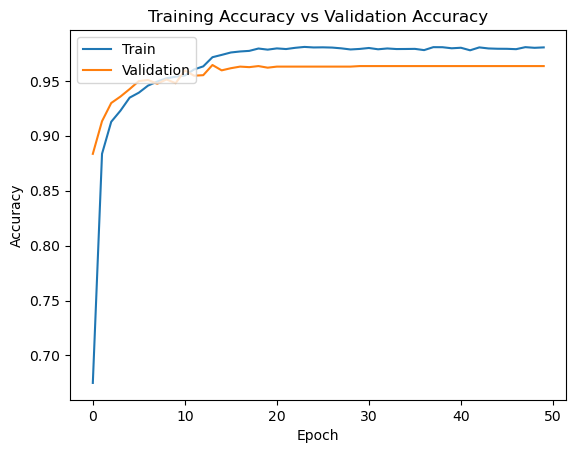 Training Accuracy vs Validation Accuracy
Train
Validation
0.95
0.90
0.85
0.80
0.75
0.70
Accuracy
0
10
20
30
40
50
Epoch